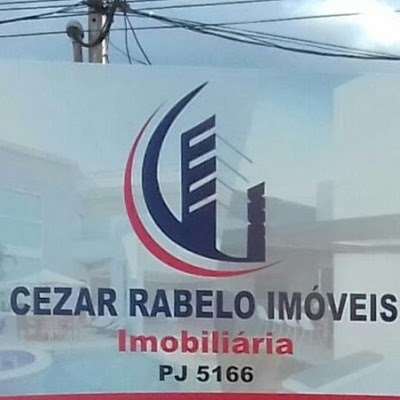 CEZAR RABELO IMÓVEIS
Imobiliária
PJ 5166